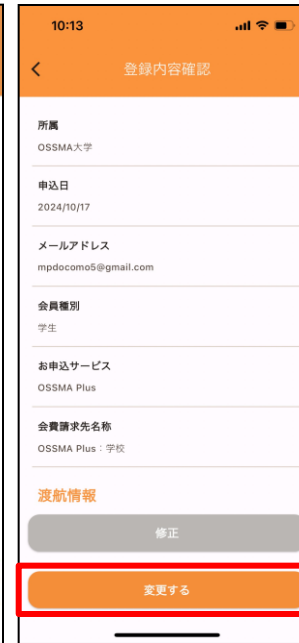 10:13
登録内容確認
所属
OSSMA大学
申込日
2024/10/17
メールアドレス
mpdocomo5@gmail.com
会員種別
学生
お申込サービス
OSSMA Plus
会費請求先名称
OSSMA Plus：学校
渡航情報
修正
変更する